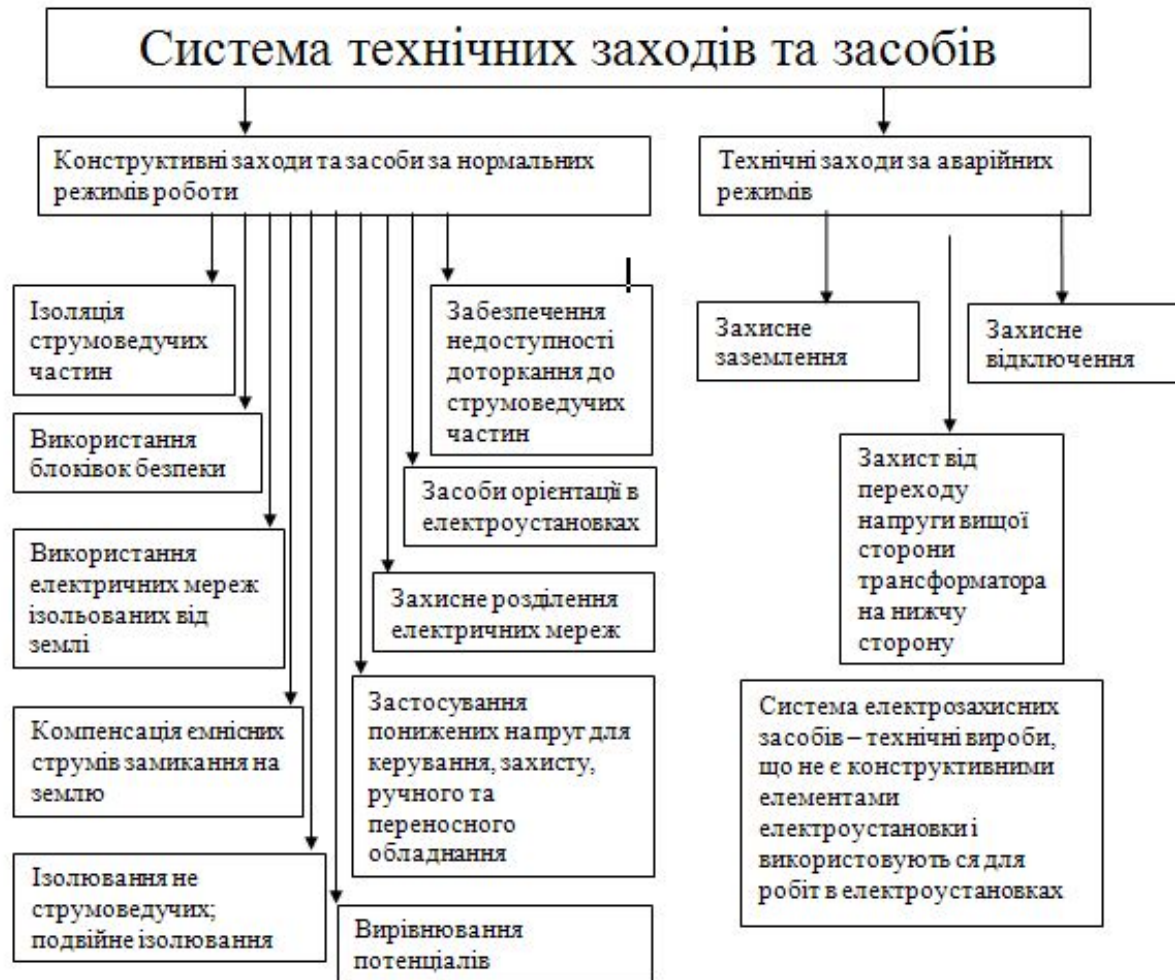 Система технічних заходів та засобів
Конструктивні заходи та засоби за нормальних
режимів роботи
Технічні заходи за аварійних
режимів
Ізоляція
струмоведучих
частин
Використання
блоківок безпеки
Використання
електричних мереж
ізольованих від
землі
Компенсація ємнісних
струмів замикання на
землю
Ізолювання не
струмоведучих;
подвійне ізолювання
Забезпечення
недоступності
доторкання до
струмоведучих
частин
Засоби орієнтації в
електроустановках
Захисне розділення
електричних мереж
Застосування
понижених напруг для
керування, захисту,
ручного та
переносного
обладнання
Вирівнювання
потенціалів
Захисне
заземлення
Захисне
відключення
Захист від
переходу
напруги вищої
сторони
трансформатора
на нижчу
сторону
Система електрозахисних
засобів – технічні вироби,
що не є конструктивними
елементами
електроустановки і
використовують ся для
робіт в електроустановках